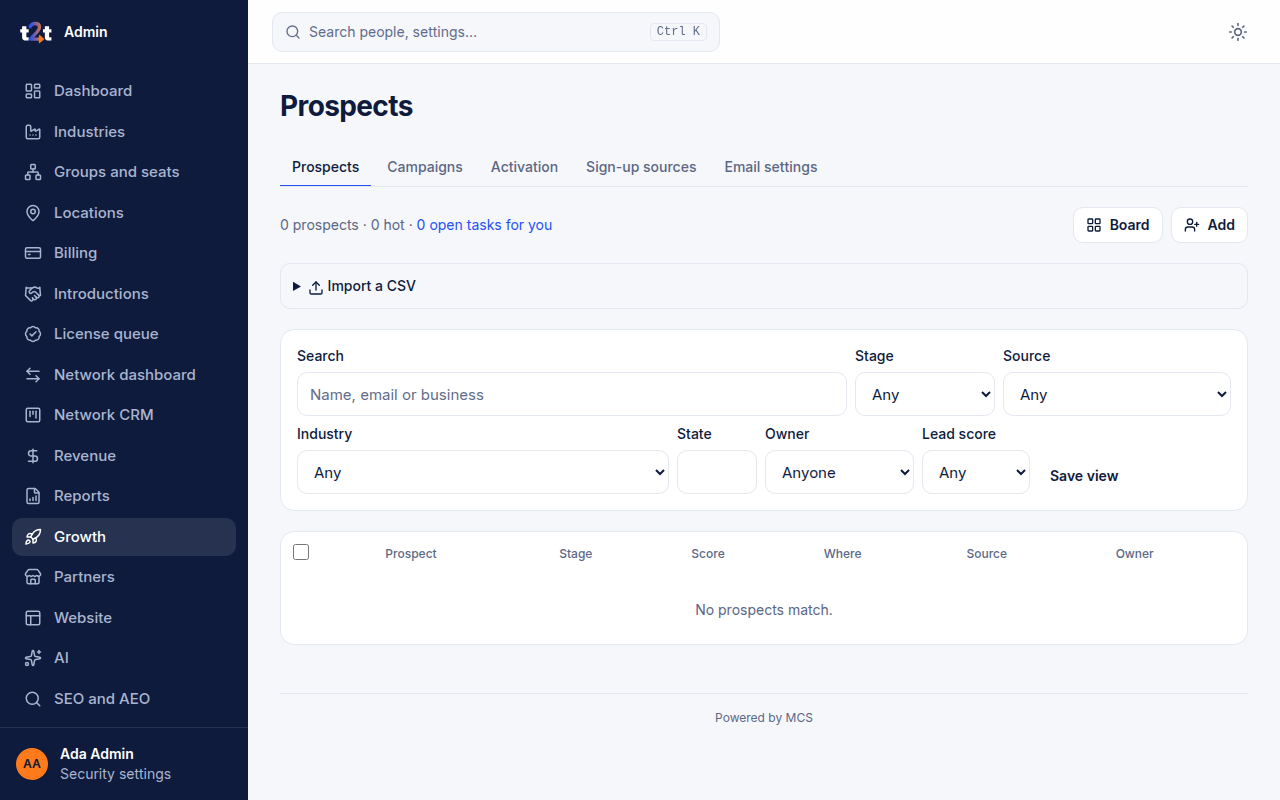 t2t Admin
Search people, settings...
Ctrl K
Dashboard
Industries
Groups and seats
Locations
Billing
Introductions
License queue
Network dashboard
Network CRM
Revenue
Reports
Growth
Partners
Website
AI
SEO and AEO
AA
Ada Admin
Security settings
Prospects
Prospects Campaigns Activation Sign-up sources Email settings
0 prospects · 0 hot · 0 open tasks for you
Board
Add
Import a CSV
Search Stage Source
Name, email or business Any Any
Industry State Owner Lead score
Any Anyone Any Save view
Prospect Stage Score Where Source Owner
No prospects match.
Powered by MCS